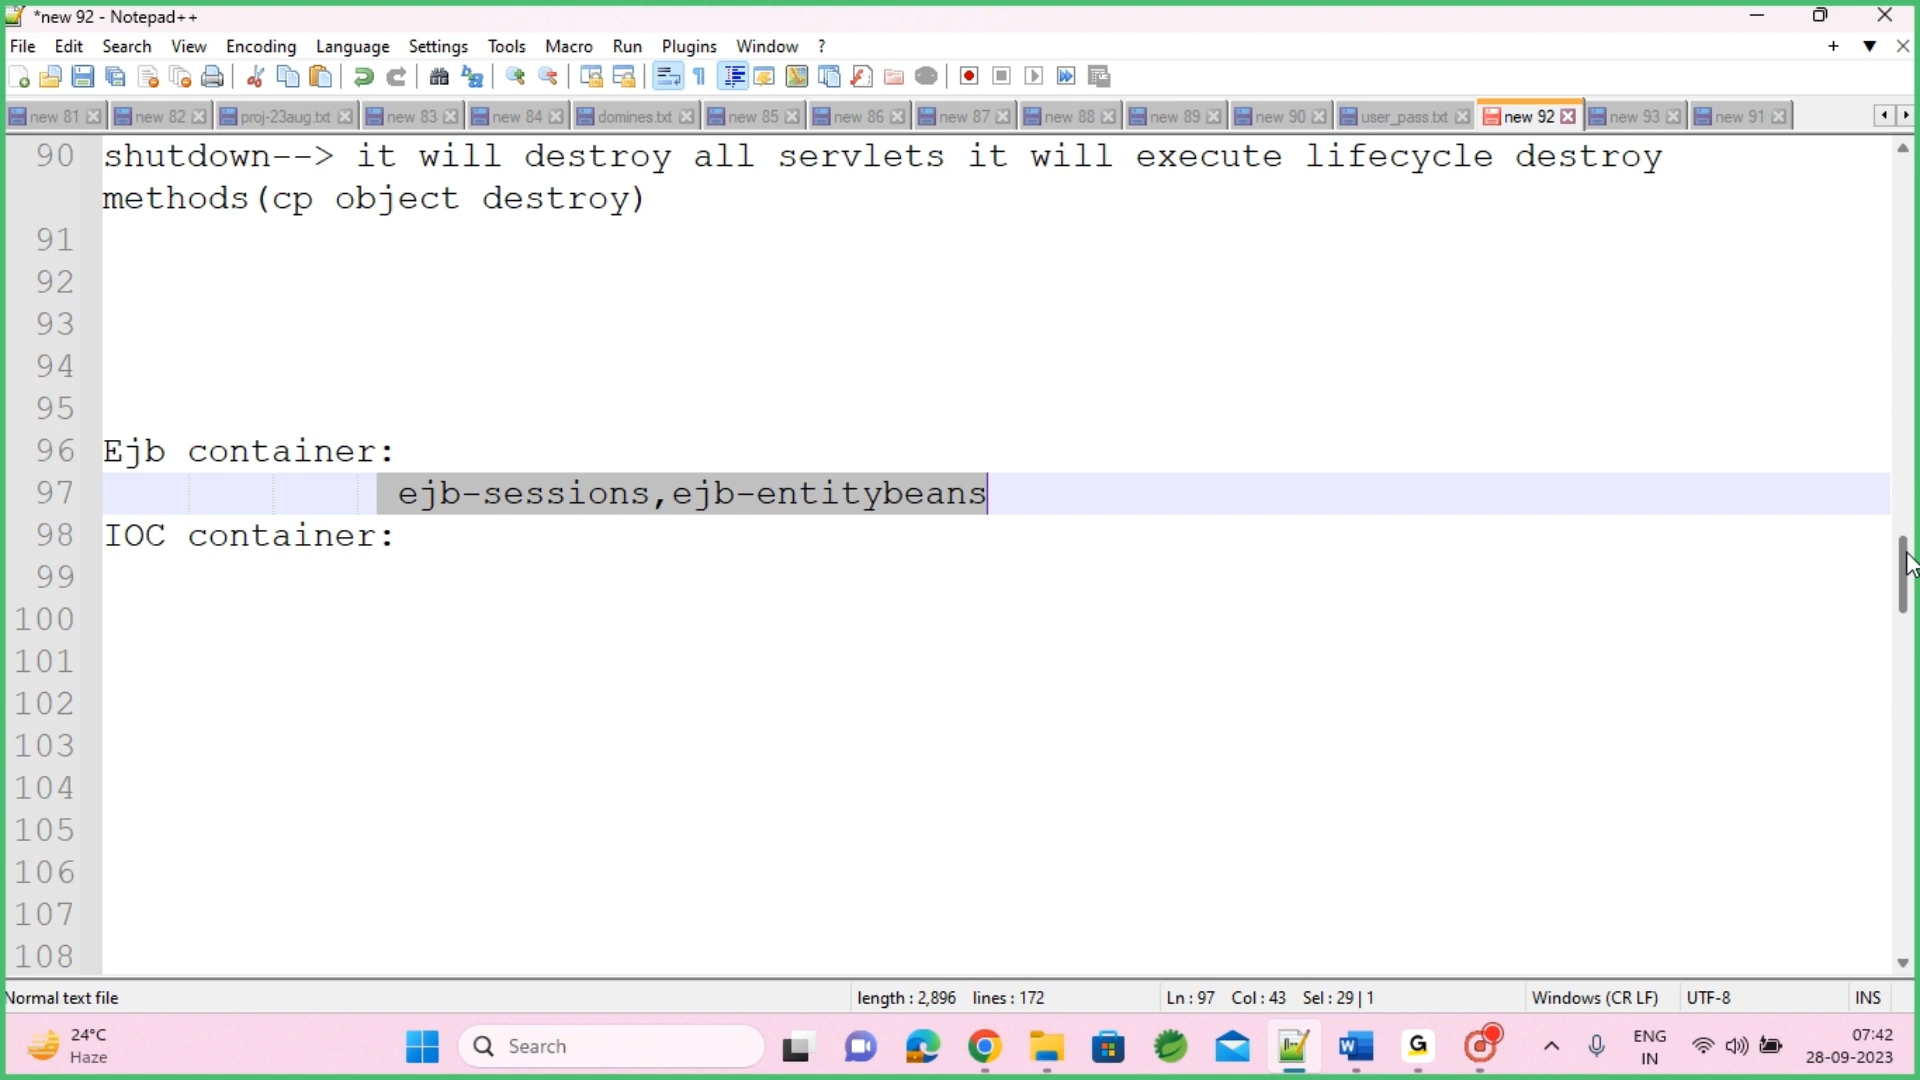 *new 92 - Notepad++
File Edit Search View Encoding Language Settings Tools Macro Run Plugins Window ?
new 81 new 82 proj-23aug.txt new 83 new 84 domines.txt new 85 new 86 new 87 new 88 new 89 new 90 user_pass.txt new 92 new 93 new 91
90 shutdown--> it will destroy all servlets it will execute lifecycle destroy
methods(cp object destroy)
91
92
93
94
95
96 Ejb container:
97 ejb-sessions,ejb-entitybeans
98 IOC container:
99
100
101
102
103
104
105
106
107
108
Normal text file length : 2,896 lines : 172 Ln : 97 Col : 43 Sel : 29 | 1 Windows (CR LF) UTF-8 INS
24°C
Haze
Search
ENG
IN
07:42
28-09-2023